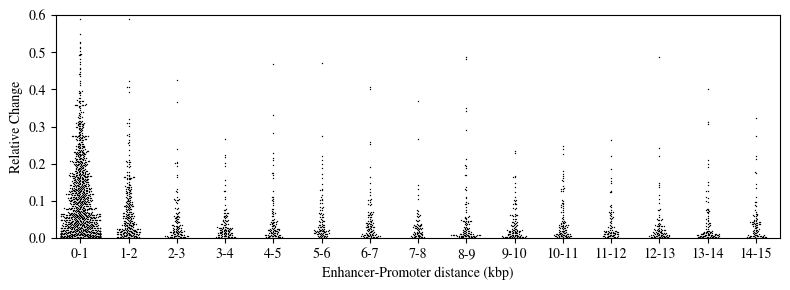 0.6
0.5
0.4
0.3
0.2
0.1
0.0
Relative Change
0-1 1-2 2-3 3-4 4-5 5-6 6-7 7-8 8-9 9-10 10-11 11-12 12-13 13-14 14-15
Enhancer-Promoter distance (kbp)